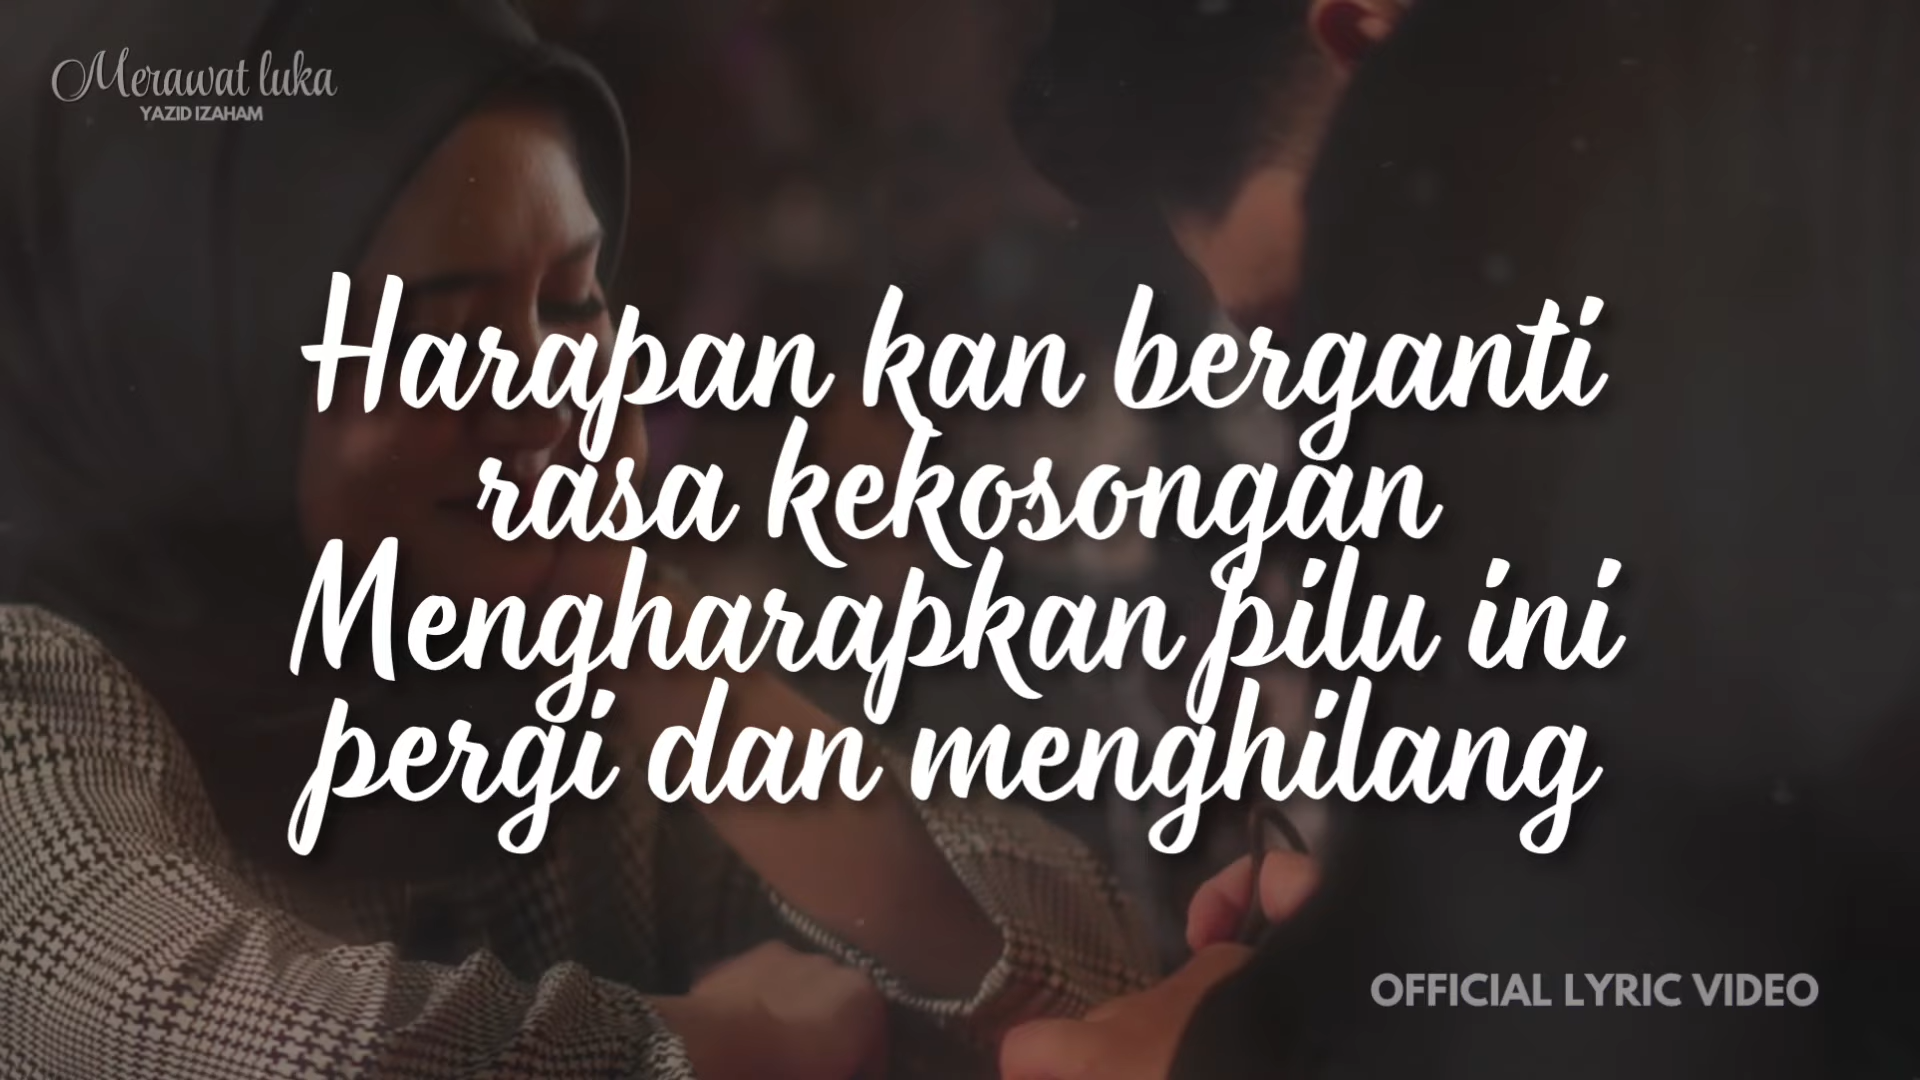 Merawat luka
YAZID IZAHAM
Harapan kan berganti
rasa kekosongan
Mengharapkan pilu ini
pergi dan menghilang
OFFICIAL LYRIC VIDEO